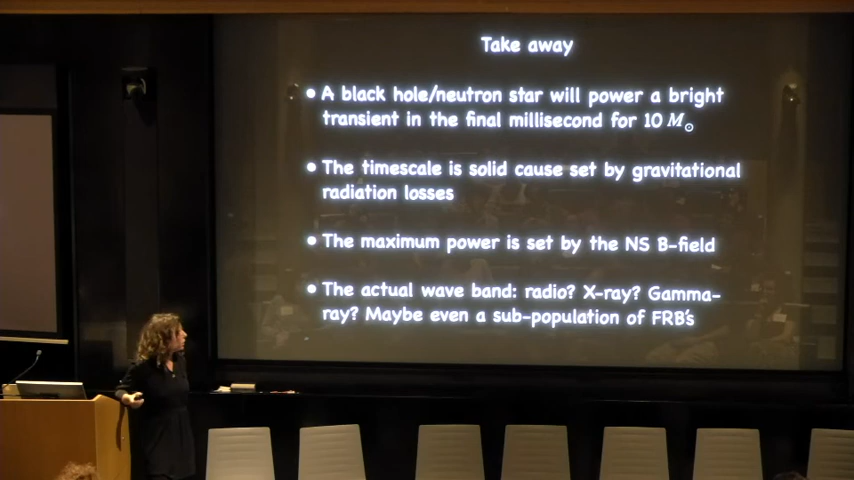 Take away
• A black hole/neutron star will power a bright
transient in the final millisecond for 10 M☉
• The timescale is solid cause set by gravitational
radiation losses
• The maximum power is set by the NS B-field
• The actual wave band: radio? X-ray? Gamma-
ray? Maybe even a sub-population of FRB's